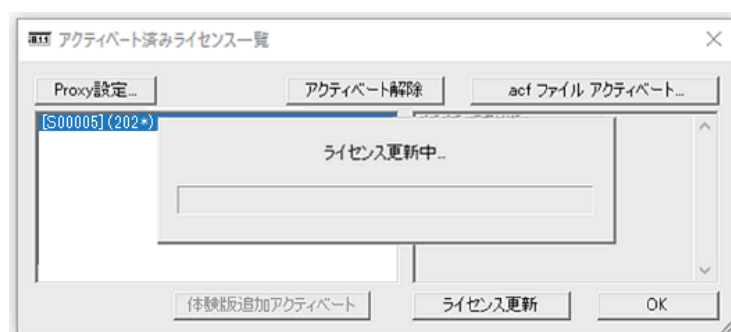 アクティベート済みライセンス一覧
Proxy設定...
アクティベート解除
.acf ファイル アクティベート...
[S00005] (202*)
ライセンス更新中...
体験版追加アクティベート
ライセンス更新
OK